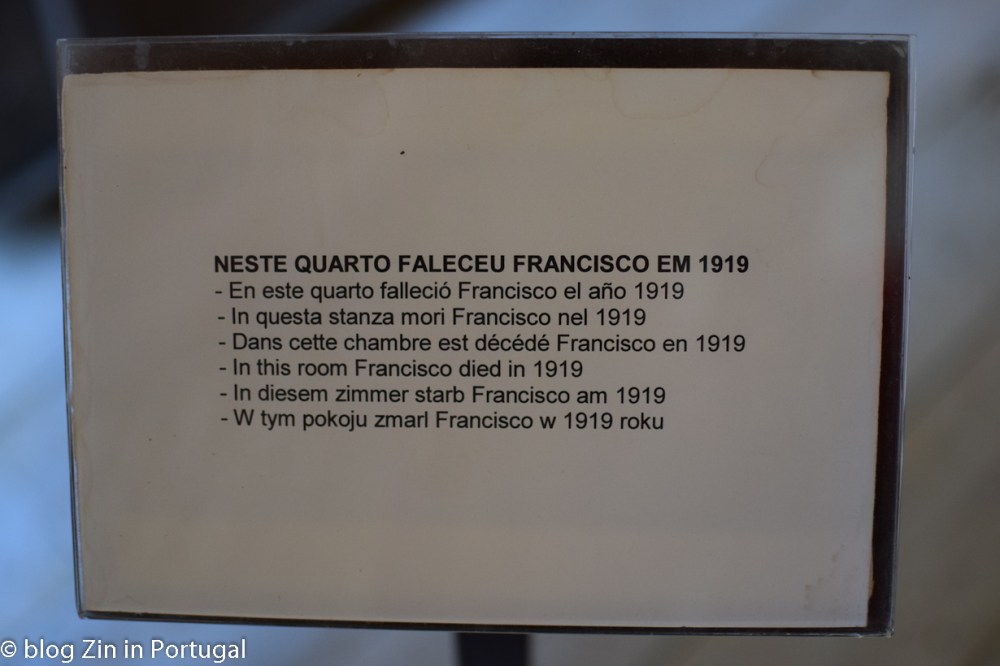 NESTE QUARTO FALECEU FRANCISCO EM 1919
- En este quarto falleció Francisco el año 1919
- In questa stanza mori Francisco nel 1919
- Dans cette chambre est décédé Francisco en 1919
- In this room Francisco died in 1919
- In diesem zimmer starb Francisco am 1919
- W tym pokoju zmarl Francisco w 1919 roku
© blog Zin in Portugal